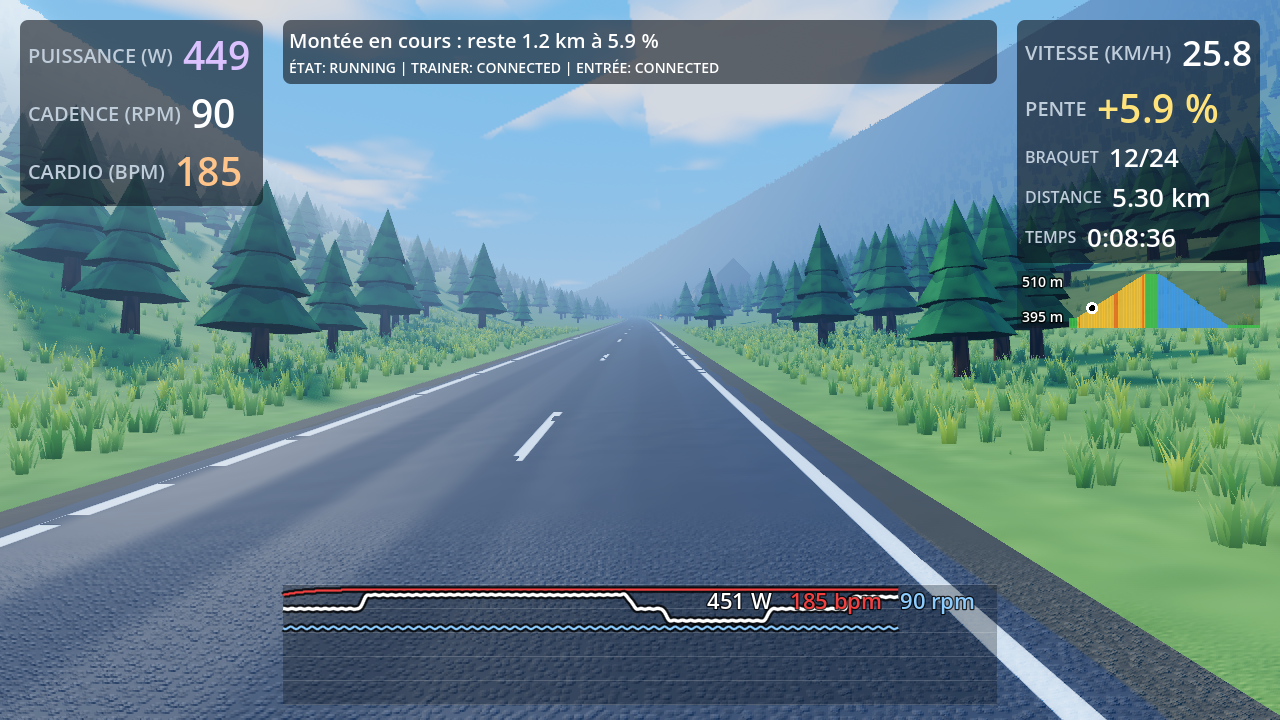 PUISSANCE (W) 449
CADENCE (RPM) 90
CARDIO (BPM) 185
Montée en cours : reste 1.2 km à 5.9 %
ÉTAT: RUNNING | TRAINER: CONNECTED | ENTRÉE: CONNECTED
VITESSE (KM/H) 25.8
PENTE +5.9 %
BRAQUET 12/24
DISTANCE 5.30 km
TEMPS 0:08:36
510 m
395 m
451 W 185 bpm 90 rpm